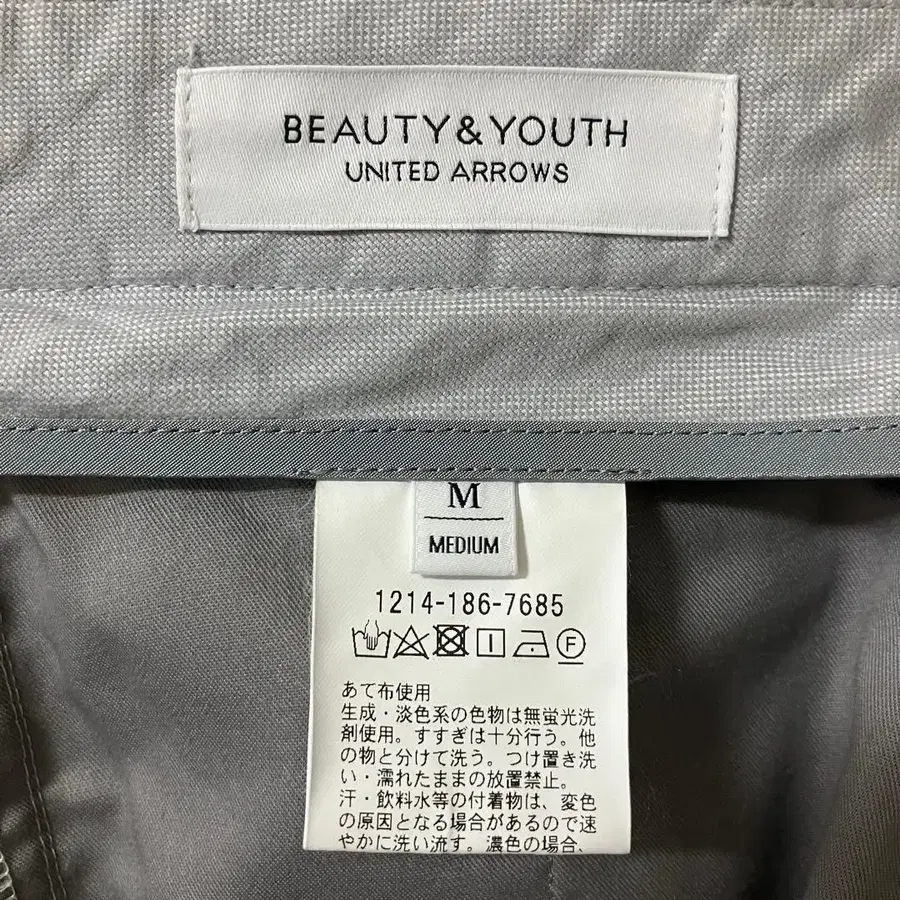 BEAUTY&YOUTH
UNITED ARROWS
M
MEDIUM
1214-186-7685
F
あて布使用
生成・淡色系の色物は無蛍光洗
剤使用。すすぎは十分行う。他
の物と分けて洗う。つけ置き洗
い・濡れたままの放置禁止。
汗・飲料水等の付着物は、変色
の原因となる場合があるので速
やかに洗い流す。濃色の場合、